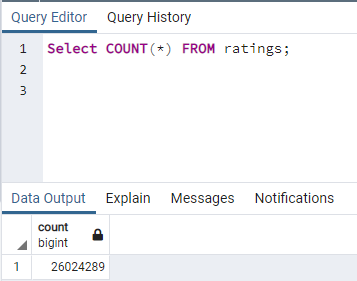 Query Editor Query History
1 Select COUNT(*) FROM ratings;
2
3
Data Output Explain Messages Notifications
count
bigint
1 26024289